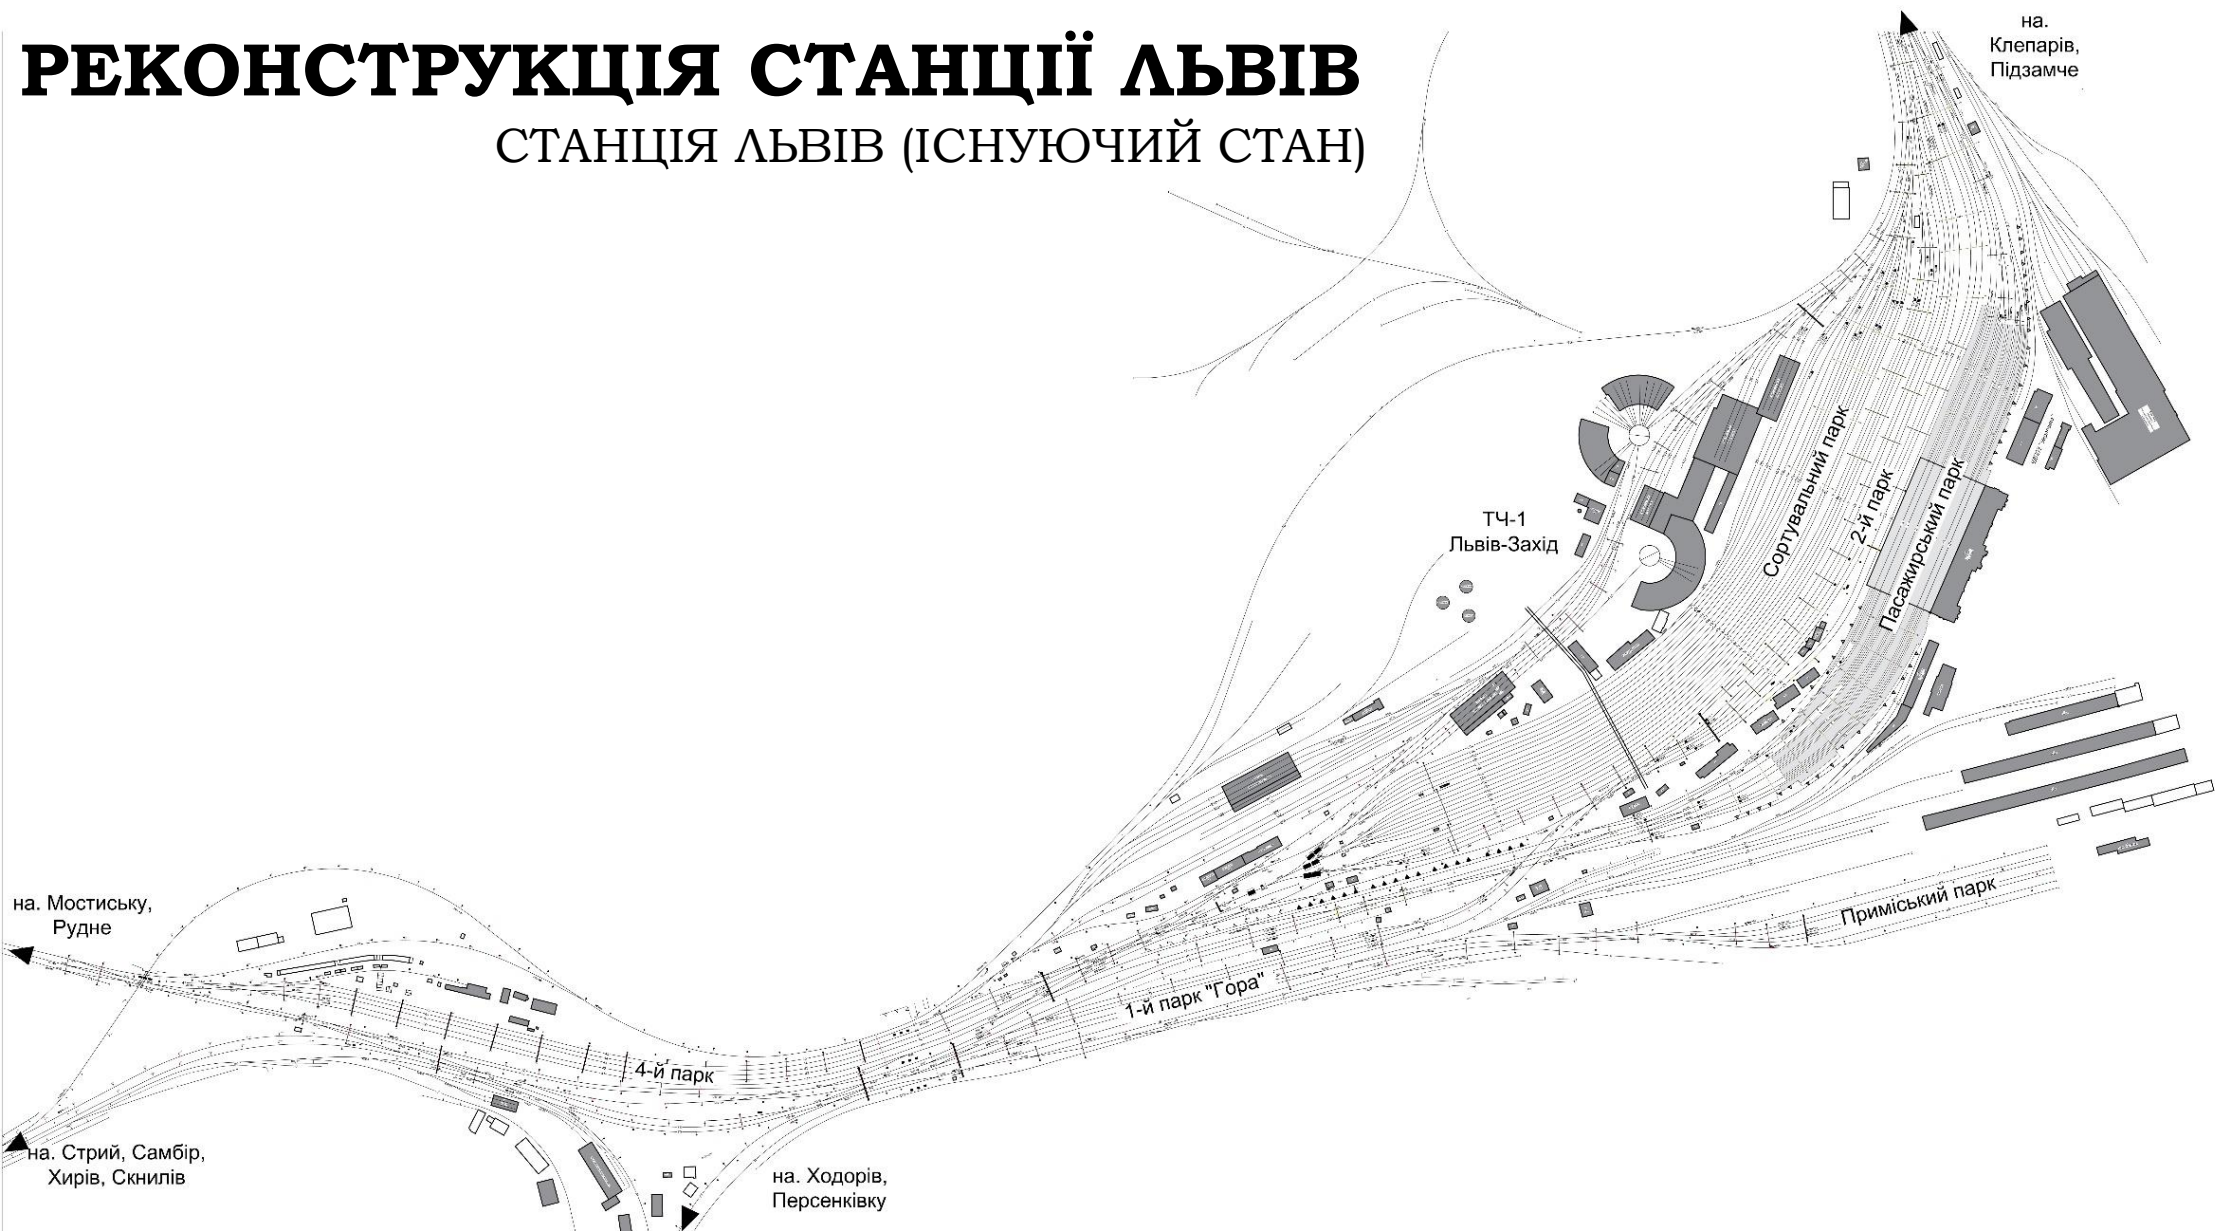 РЕКОНСТРУКЦІЯ СТАНЦІЇ ЛЬВІВ
СТАНЦІЯ ЛЬВІВ (ІСНУЮЧИЙ СТАН)
на.
Клепарів,
Підзамче
Сортувальний парк
2-й парк
Пасажирський парк
ТЧ-1
Львів-Захід
Приміський парк
на. Мостиську,
Рудне
1-й парк "Гора"
4-й парк
на. Стрий, Самбір,
Хирів, Скнилів
на. Ходорів,
Персенківку